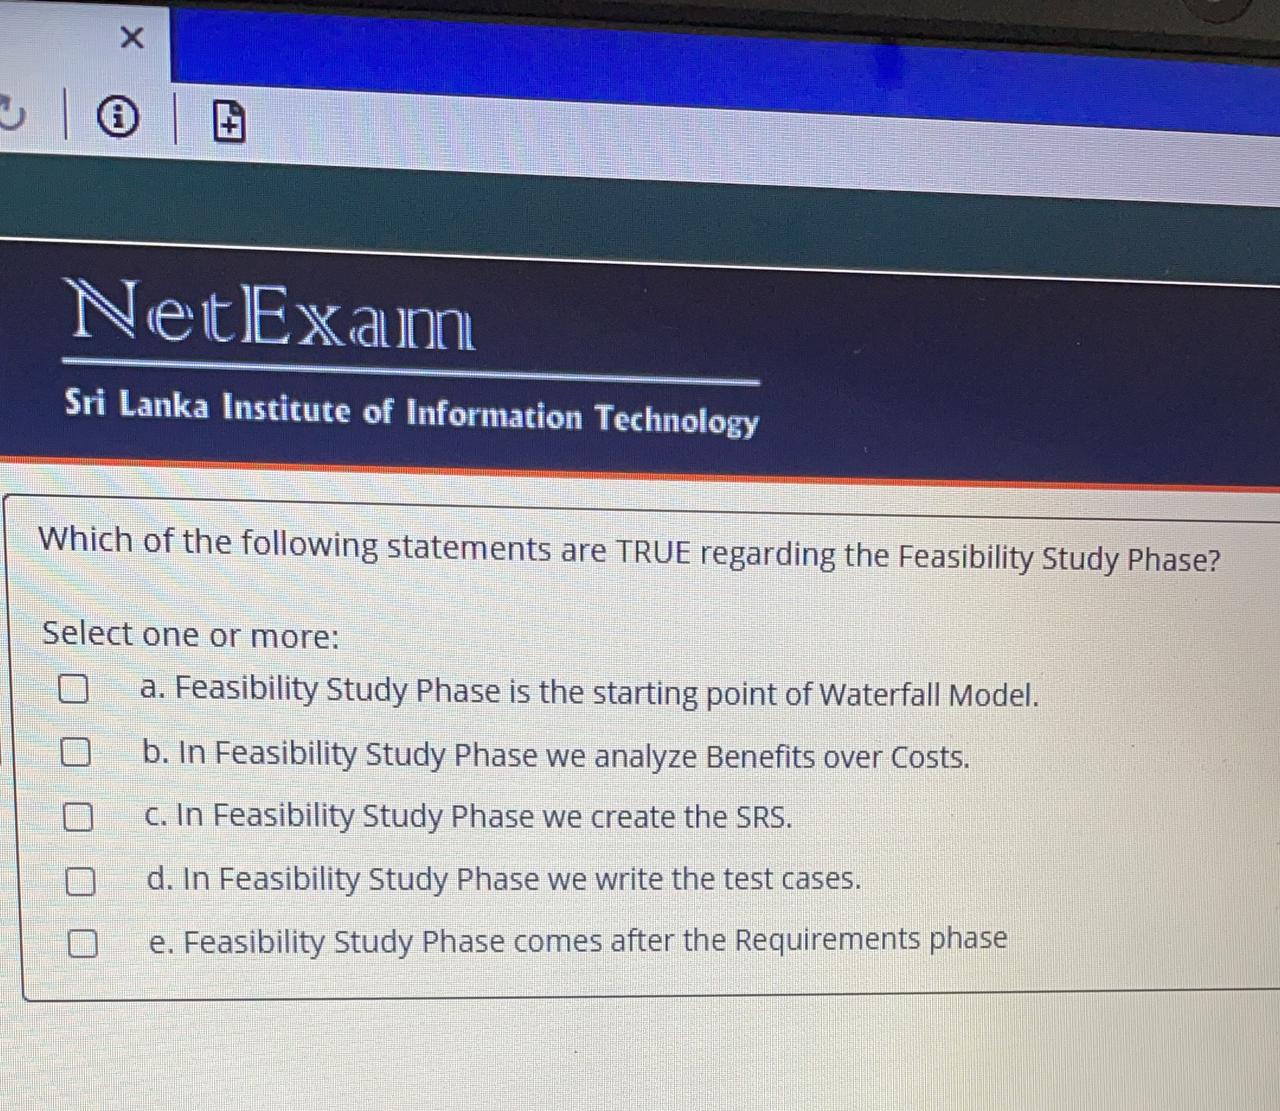 NetExam
Sri Lanka Institute of Information Technology
Which of the following statements are TRUE regarding the Feasibility Study Phase?
Select one or more:
a. Feasibility Study Phase is the starting point of Waterfall Model.
b. In Feasibility Study Phase we analyze Benefits over Costs.
c. In Feasibility Study Phase we create the SRS.
d. In Feasibility Study Phase we write the test cases.
e. Feasibility Study Phase comes after the Requirements phase